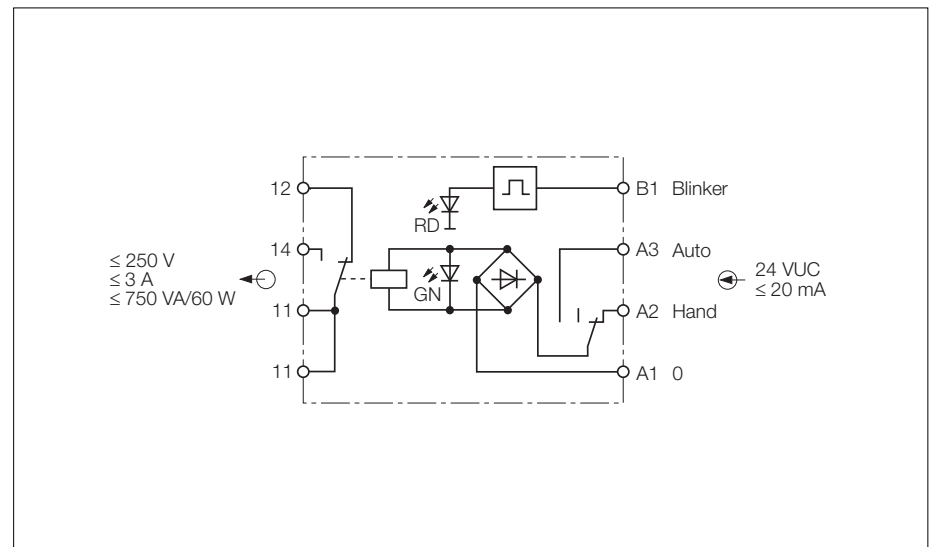 12
B1 Blinker
RD
14
A3 Auto
≤ 250 V
≤ 3 A
≤ 750 VA/60 W
GN
24 VUC
≤ 20 mA
11
A2 Hand
11
A1 0